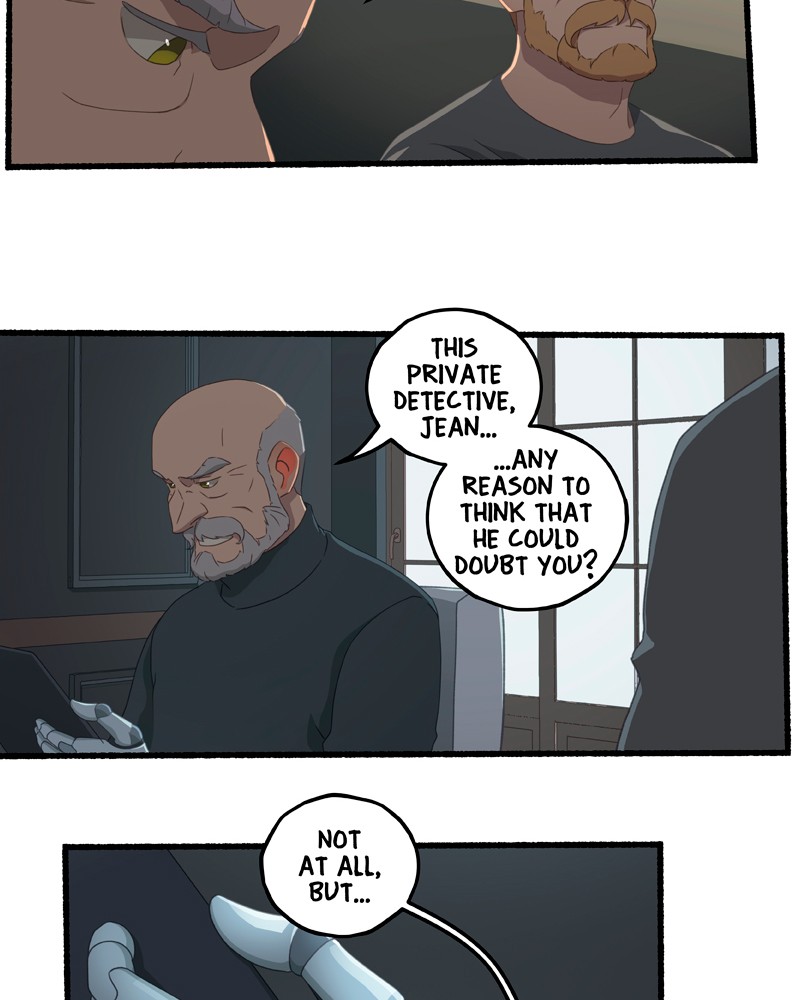 THIS
PRIVATE
DETECTIVE,
JEAN...
...ANY
REASON TO
THINK THAT
HE COULD
DOUBT YOU?
NOT
AT ALL,
BUT...